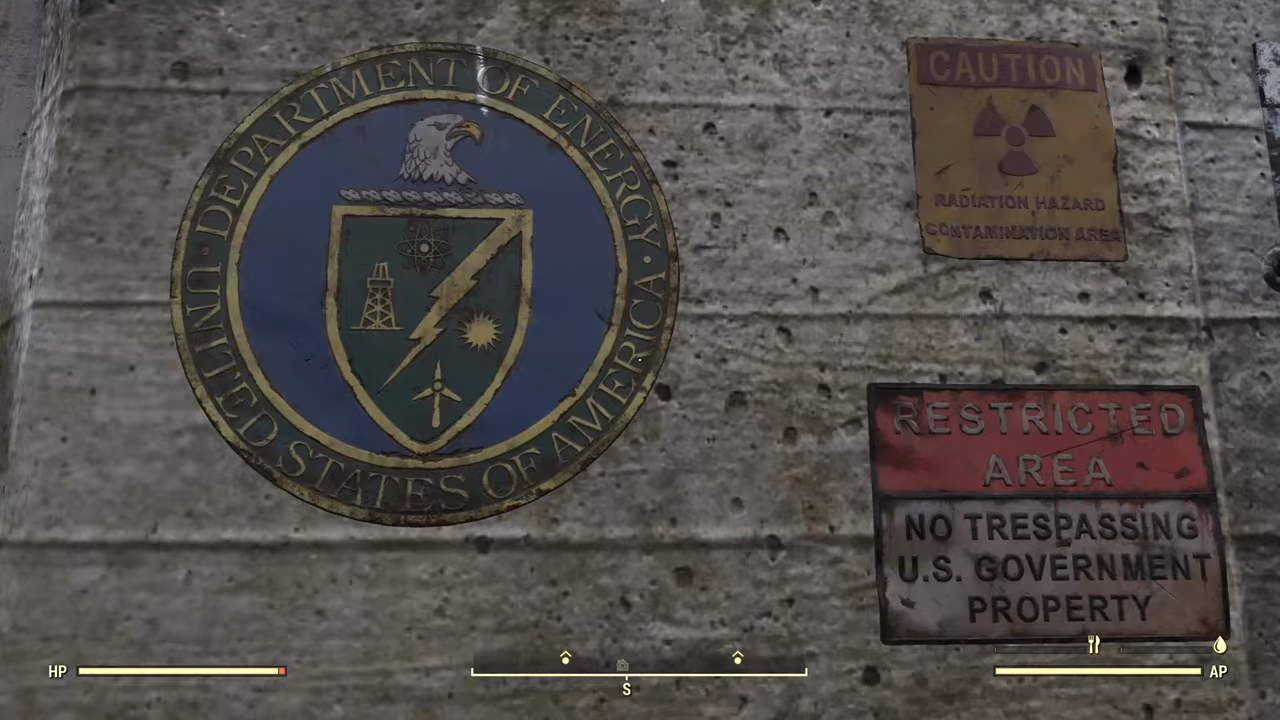 DEPARTMENT OF ENERGY
UNITED STATES OF AMERICA
CAUTION
RADIATION HAZARD
CONTAMINATION AREA
RESTRICTED
AREA
NO TRESPASSING
U.S. GOVERNMENT
PROPERTY
HP
S
AP